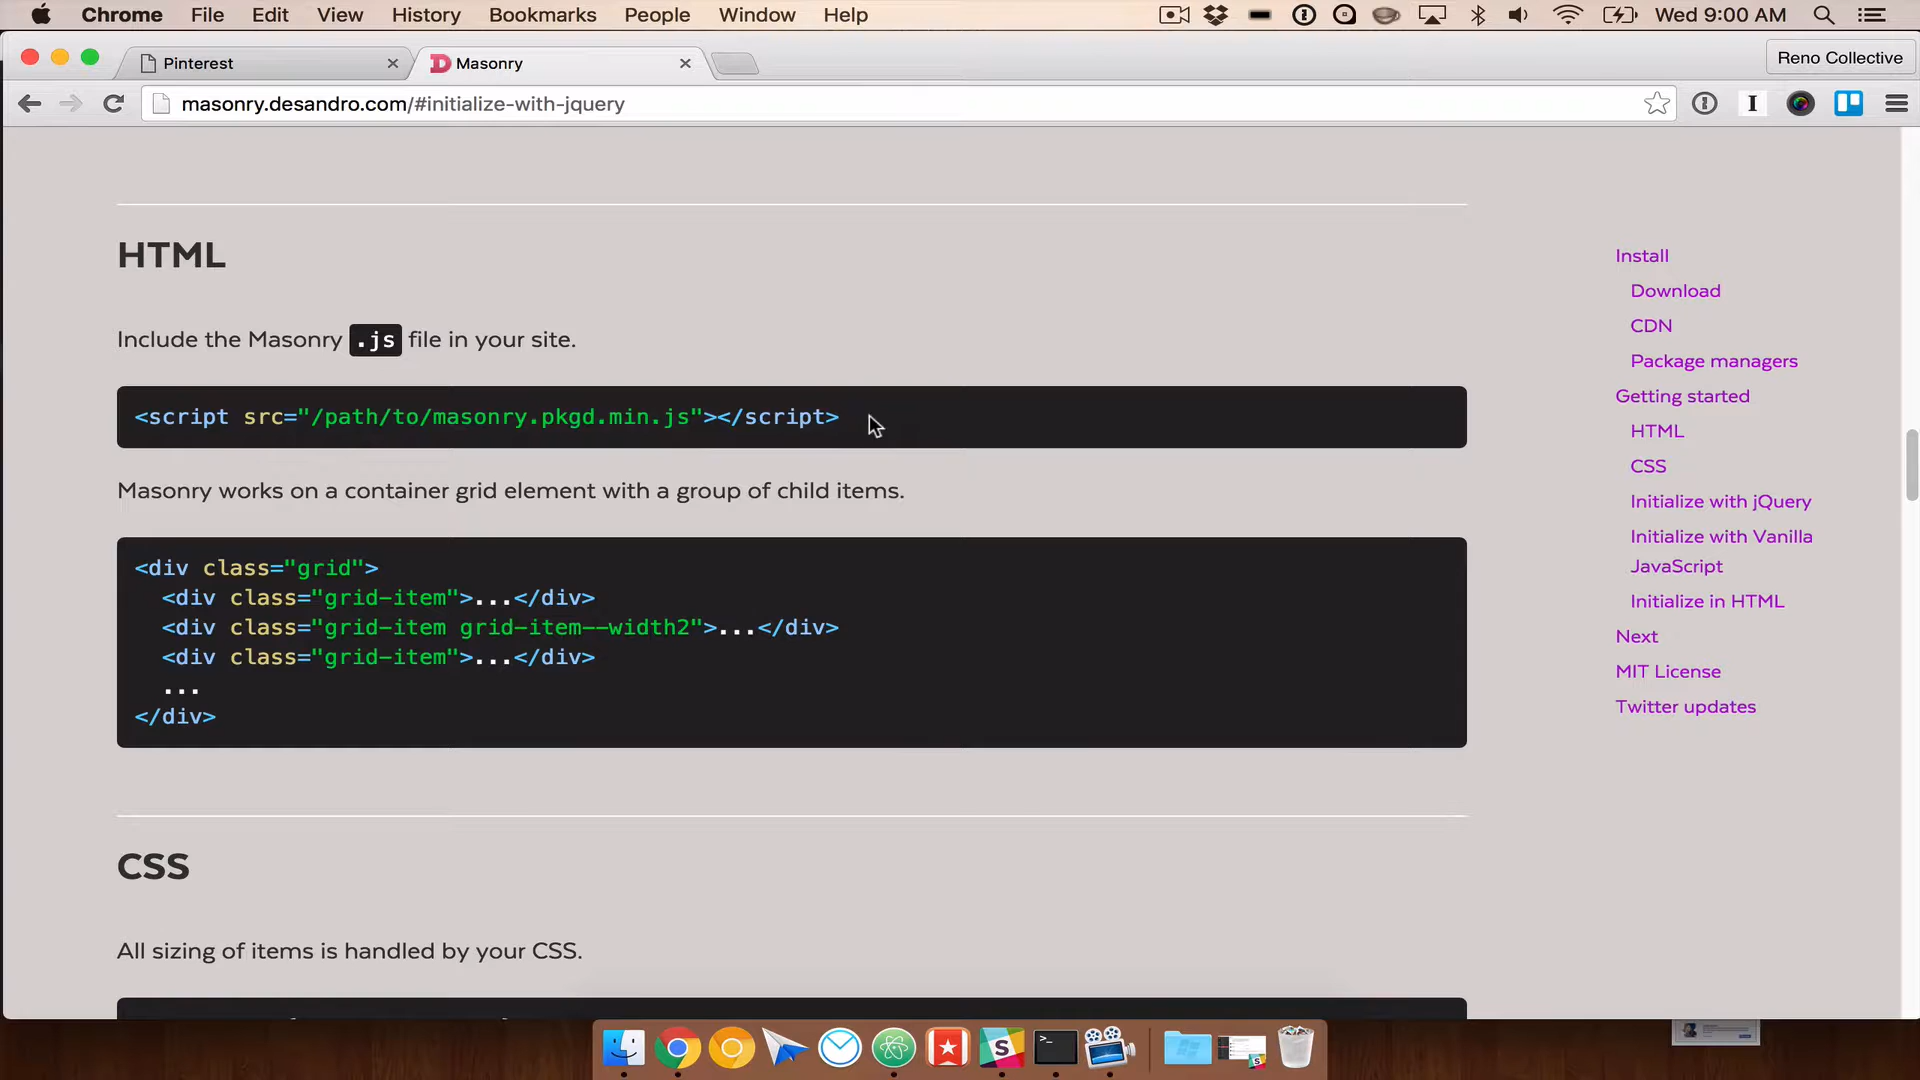 Chrome File Edit View History Bookmarks People Window Help Wed 9:00 AM
Pinterest
Masonry
Reno Collective
masonry.desandro.com/#initialize-with-jquery
HTML
Include the Masonry .js file in your site.
<script src="/path/to/masonry.pkgd.min.js"></script>
Masonry works on a container grid element with a group of child items.
<div class="grid">
<div class="grid-item">...</div>
<div class="grid-item grid-item--width2">...</div>
<div class="grid-item">...</div>
...
</div>
CSS
All sizing of items is handled by your CSS.
Install
Download
CDN
Package managers
Getting started
HTML
CSS
Initialize with jQuery
Initialize with Vanilla
JavaScript
Initialize in HTML
Next
MIT License
Twitter updates